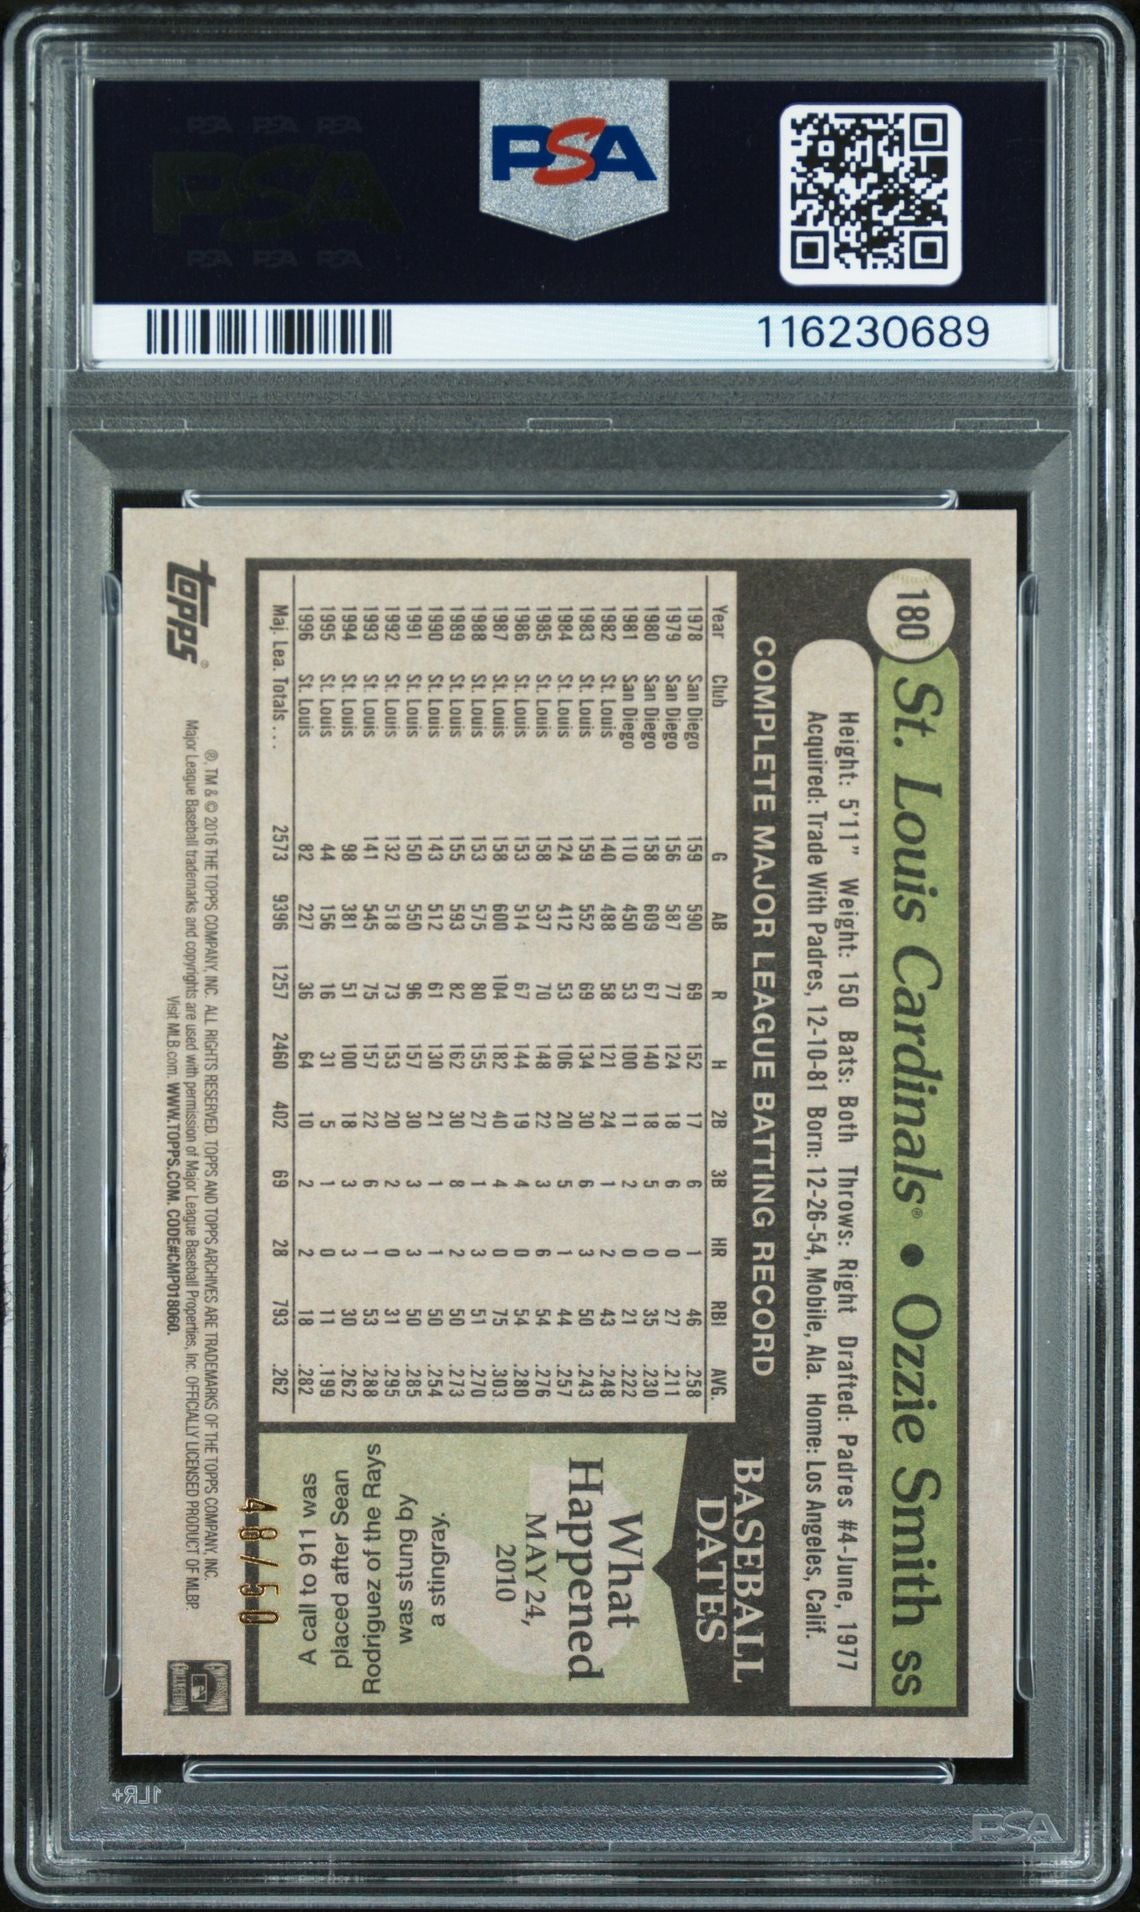 PSA PSA PSA
PSA
PSA PSA PSA
PSA
116230689
180 St. Louis Cardinals® • Ozzie Smith SS
Height: 5'11" Weight: 150 Bats: Both Throws: Right Drafted: Padres #4-June, 1977
Acquired: Trade With Padres, 12-10-81 Born: 12-26-54, Mobile, Ala. Home: Los Angeles, Calif.
COMPLETE MAJOR LEAGUE BATTING RECORD
Year Club G AB R H 2B 3B HR RBI AVG.
1978 San Diego 159 590 69 152 17 6 1 46 .258
1979 San Diego 156 587 77 124 18 6 0 27 .211
1980 San Diego 158 609 67 140 18 5 0 35 .230
1981 San Diego 110 450 53 100 11 2 0 21 .222
1982 St. Louis 140 488 58 121 24 1 2 43 .248
1983 St. Louis 159 552 69 134 30 6 3 50 .243
1984 St. Louis 124 412 53 106 20 5 1 44 .257
1985 St. Louis 158 537 70 148 22 3 6 54 .276
1986 St. Louis 153 514 67 144 19 4 0 54 .280
1987 St. Louis 158 600 104 182 40 4 0 75 .303
1988 St. Louis 153 575 80 155 27 1 3 51 .270
1989 St. Louis 155 593 82 162 30 8 2 50 .273
1990 St. Louis 143 512 61 130 21 1 1 50 .254
1991 St. Louis 150 550 96 157 30 3 3 50 .285
1992 St. Louis 132 518 73 153 20 2 0 31 .295
1993 St. Louis 141 545 75 157 22 6 1 53 .288
1994 St. Louis 98 381 51 100 18 3 3 30 .262
1995 St. Louis 44 156 16 31 5 1 0 11 .199
1996 St. Louis 82 227 36 64 10 2 2 18 .282
Maj. Lea. Totals . . . 2573 9396 1257 2460 402 69 28 793 .262
BASEBALL
DATES
What
Happened
MAY 24,
2010
a stingray.
was stung by
Rodriguez of the Rays
placed after Sean
A call to 911 was
48/50
topps®
®, TM & © 2016 THE TOPPS COMPANY, INC. ALL RIGHTS RESERVED. TOPPS AND TOPPS ARCHIVES ARE TRADEMARKS OF THE TOPPS COMPANY, INC.
Major League Baseball trademarks and copyrights are used with permission of Major League Baseball Properties, Inc. OFFICIALLY LICENSED PRODUCT OF MLBP.
Visit MLB.com. WWW.TOPPS.COM. CODE#CMP018060.
COOPERSTOWN
COLLECTION
1LR+
PSA